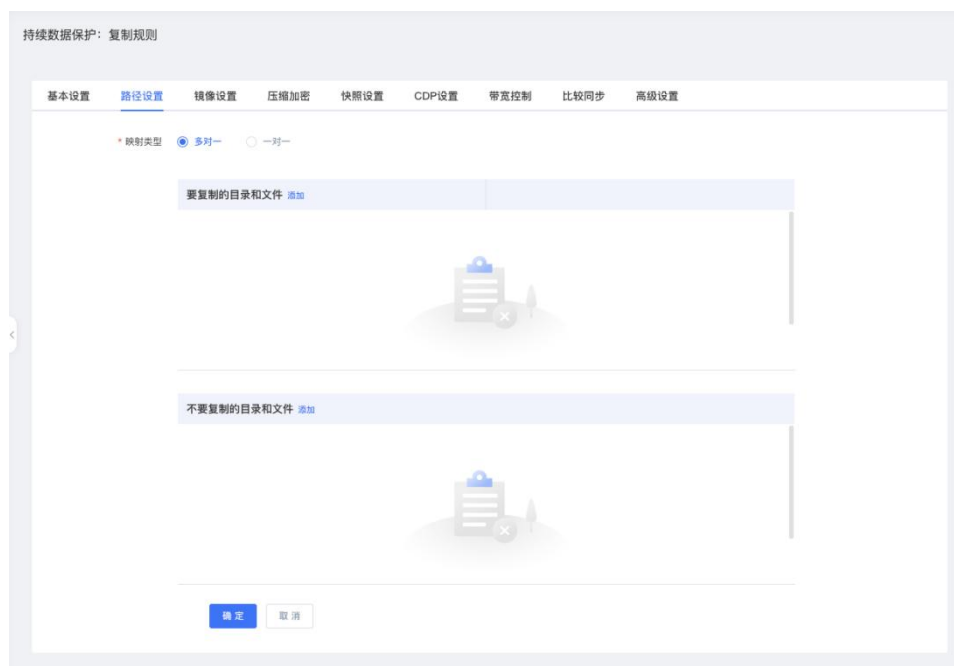 持续数据保护：复制规则
基本设置 路径设置 镜像设置 压缩加密 快照设置 CDP设置 带宽控制 比较同步 高级设置
* 映射类型 多对一 一对一
要复制的目录和文件 添加
不要复制的目录和文件 添加
确定 取消